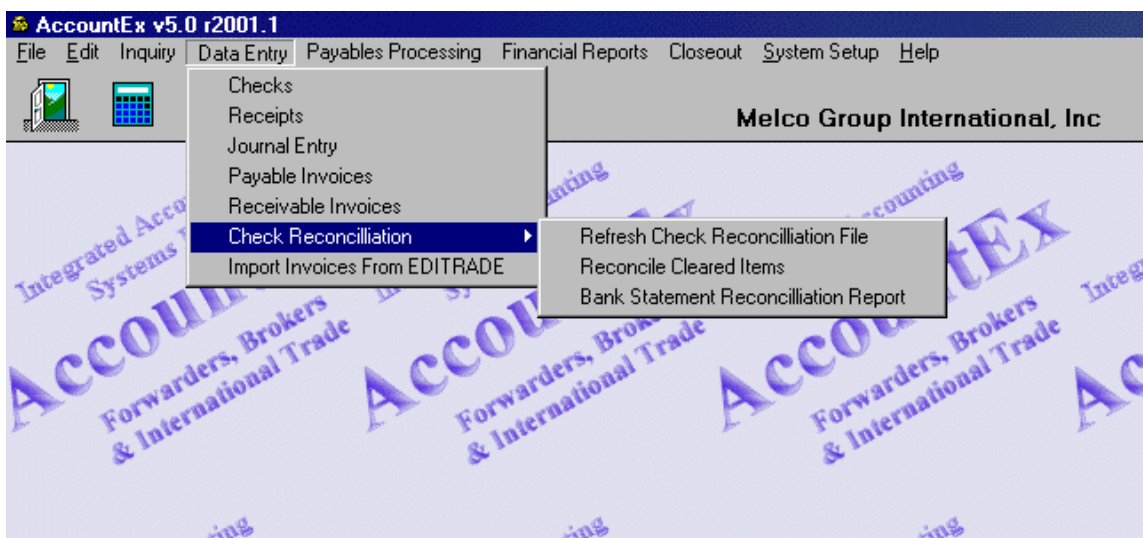 AccountEx v5.0 r2001.1
File Edit Inquiry Data Entry Payables Processing Financial Reports Closeout System Setup Help
Melco Group International, Inc
Checks
Receipts
Journal Entry
Payable Invoices
Receivable Invoices
Check Reconcilliation
Import Invoices From EDITRADE
Refresh Check Reconcilliation File
Reconcile Cleared Items
Bank Statement Reconcilliation Report
Integrated
Systems
AccountEx
Forwarders, Brokers
& International Trade
Forwarders, Brokers
& International Trade
Forwarders, Brokers
& International Trade